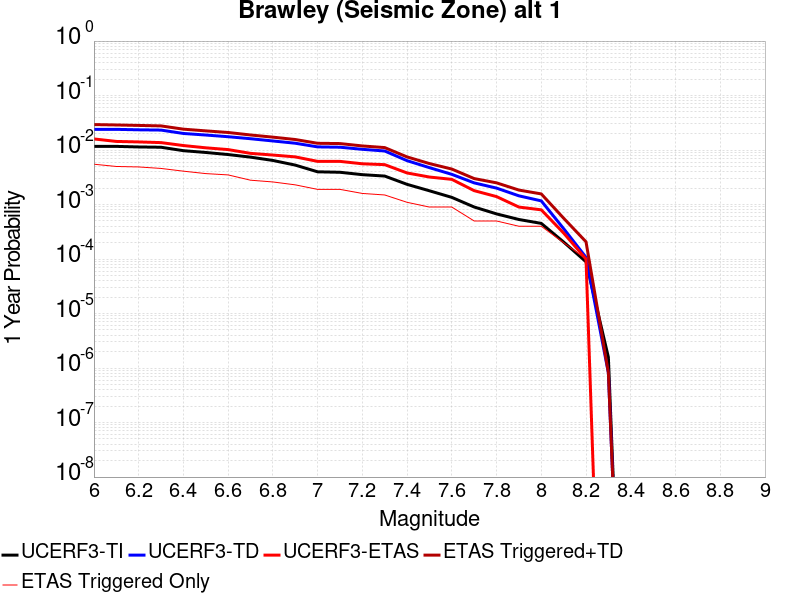 Brawley (Seismic Zone) alt 1
10^0
10^-1
10^-2
10^-3
10^-4
10^-5
10^-6
10^-7
10^-8
1 Year Probability
6 6.2 6.4 6.6 6.8 7 7.2 7.4 7.6 7.8 8 8.2 8.4 8.6 8.8 9
Magnitude
UCERF3-TI UCERF3-TD UCERF3-ETAS ETAS Triggered+TD
ETAS Triggered Only